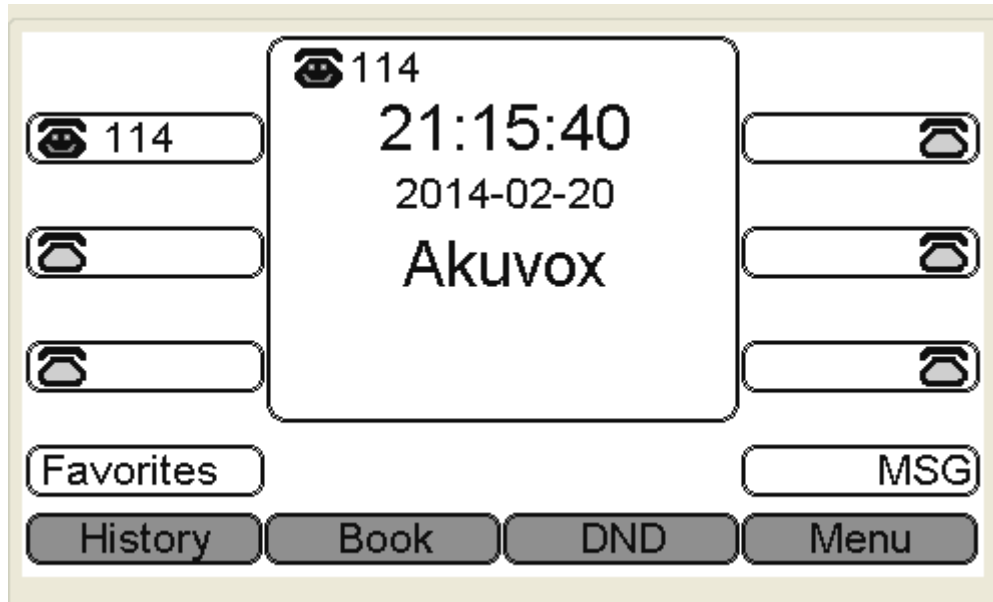 114
114
21:15:40
2014-02-20
Akuvox
Favorites
MSG
History Book DND Menu